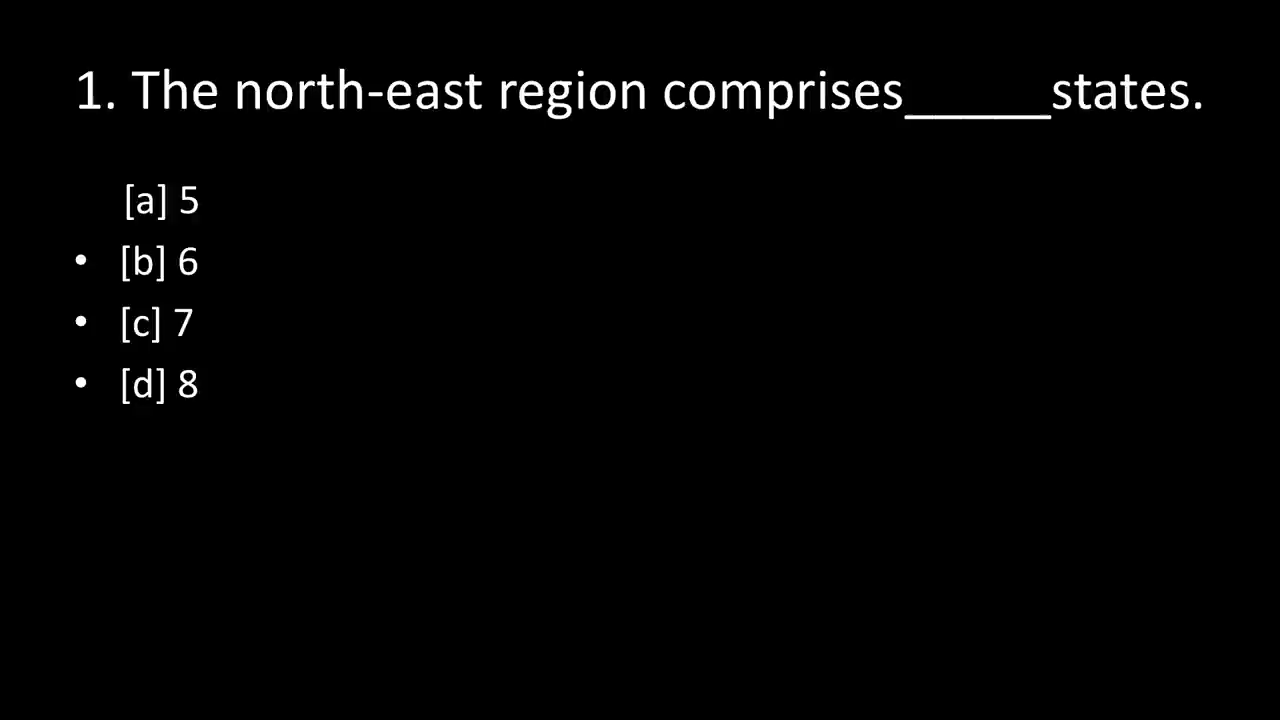 1. The north-east region comprises_____states.
[a] 5
• [b] 6
• [c] 7
• [d] 8